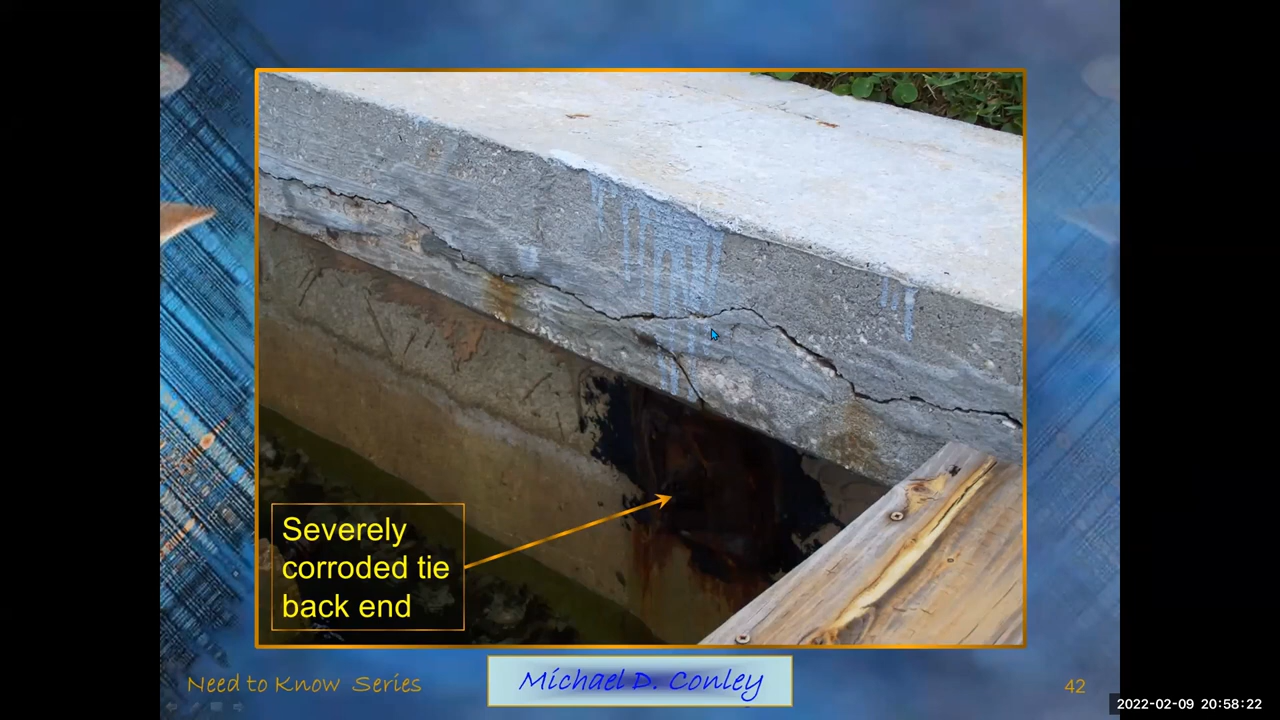 Severely
corroded tie
back end
Need to Know Series
Michael D. Conley
42
2022-02-09 20:58:22